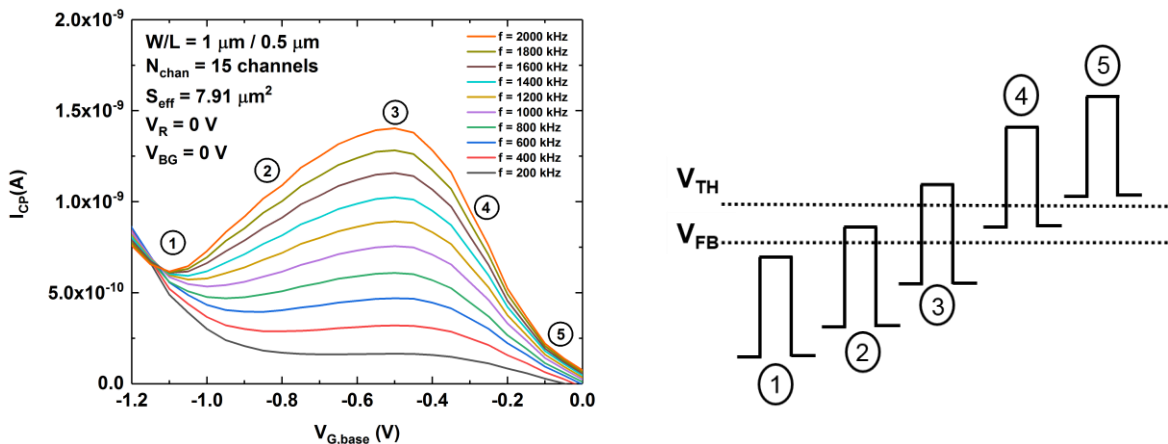 2.0x10⁻⁹
1.5x10⁻⁹
1.0x10⁻⁹
5.0x10⁻¹⁰
0.0
I_CP(A)
W/L = 1 μm / 0.5 μm
N_chan = 15 channels
S_eff = 7.91 μm²
V_R = 0 V
V_BG = 0 V
f = 2000 kHz
f = 1800 kHz
f = 1600 kHz
f = 1400 kHz
f = 1200 kHz
f = 1000 kHz
f = 800 kHz
f = 600 kHz
f = 400 kHz
f = 200 kHz
1
2
3
4
5
-1.2 -1.0 -0.8 -0.6 -0.4 -0.2 0.0
V_G.base (V)
V_TH
V_FB
1
2
3
4
5